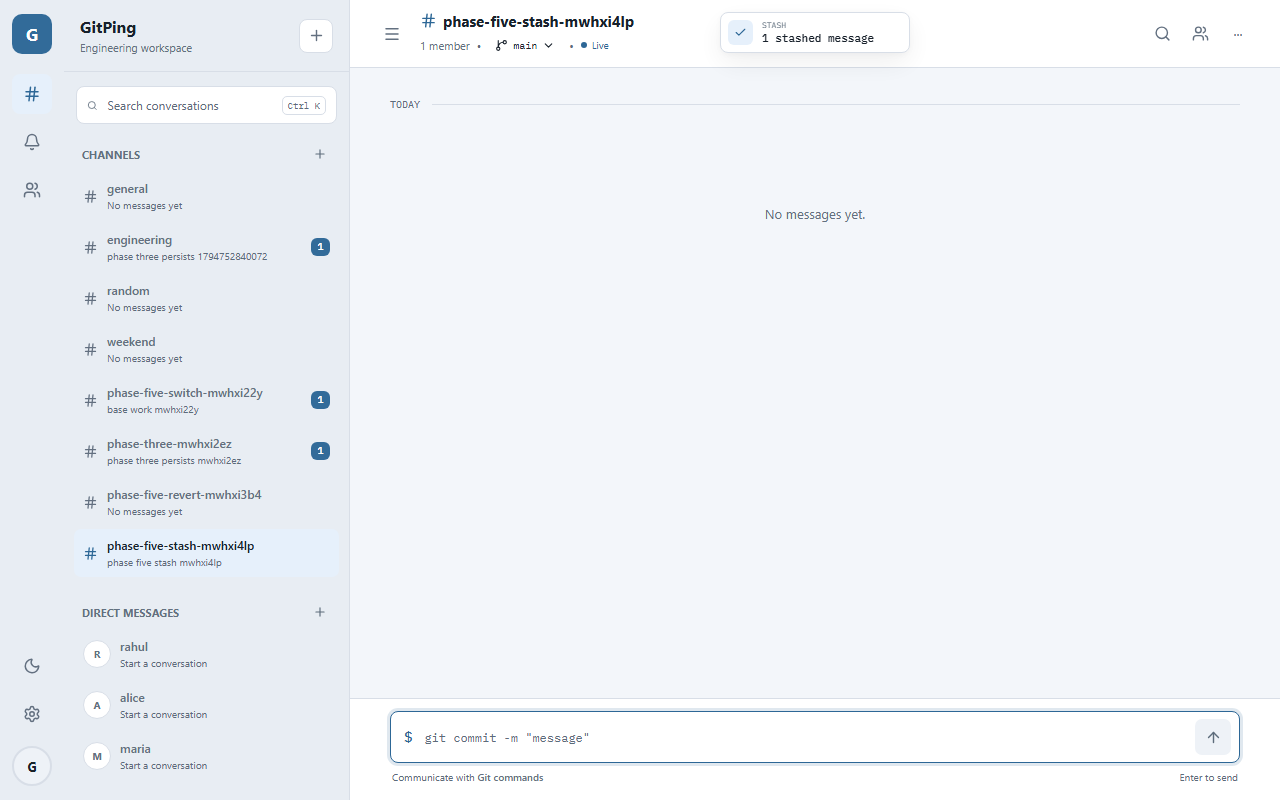 G
GitPing
Engineering workspace
Search conversations
Ctrl K
CHANNELS
general
No messages yet
engineering
phase three persists 1794752840072
1
random
No messages yet
weekend
No messages yet
phase-five-switch-mwhxi22y
base work mwhxi22y
1
phase-three-mwhxi2ez
phase three persists mwhxi2ez
1
phase-five-revert-mwhxi3b4
No messages yet
phase-five-stash-mwhxi4lp
phase five stash mwhxi4lp
DIRECT MESSAGES
R
rahul
Start a conversation
A
alice
Start a conversation
M
maria
Start a conversation
G
# phase-five-stash-mwhxi4lp
1 member • main • Live
STASH
1 stashed message
TODAY
No messages yet.
$ git commit -m "message"
Communicate with Git commands
Enter to send